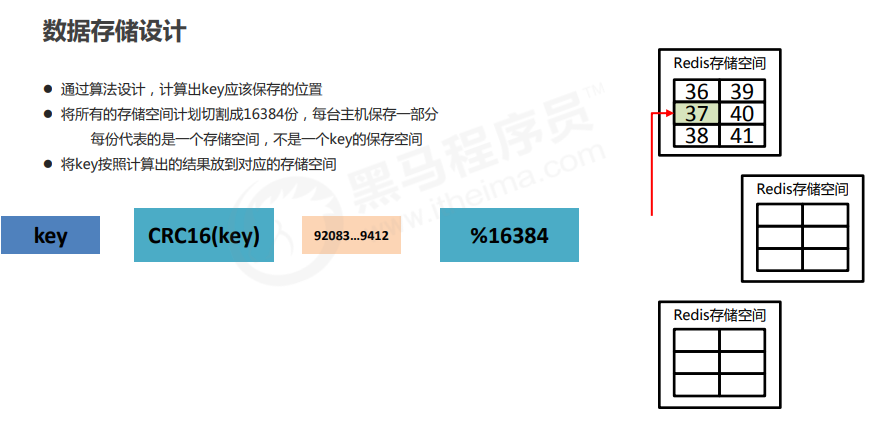 数据存储设计
● 通过算法设计，计算出key应该保存的位置
● 将所有的存储空间计划切割成16384份，每台主机保存一部分
每份代表的是一个存储空间，不是一个key的保存空间
● 将key按照计算出的结果放到对应的存储空间
key
CRC16(key)
92083...9412
%16384
Redis存储空间
36 39
37 40
38 41
Redis存储空间
Redis存储空间
黑马程序员™
www.itheima.com